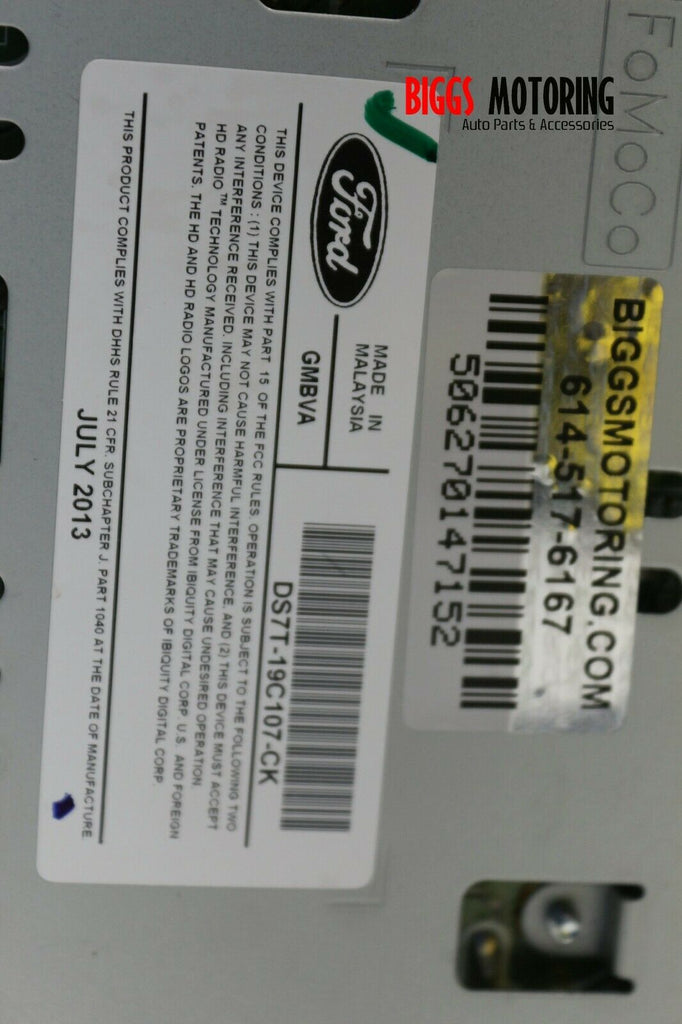 BIGGS MOTORING
Auto Parts & Accessories
FoMoCo
BIGGSMOTORING.COM
614-517-6167
506270147152
Ford
MADE IN
MALAYSIA
GMBVA
DS7T-19C107-CK
THIS DEVICE COMPLIES WITH PART 15 OF THE FCC RULES. OPERATION IS SUBJECT TO THE FOLLOWING TWO
CONDITIONS : (1) THIS DEVICE MAY NOT CAUSE HARMFUL INTERFERENCE, AND (2) THIS DEVICE MUST ACCEPT
ANY INTERFERENCE RECEIVED, INCLUDING INTERFERENCE THAT MAY CAUSE UNDESIRED OPERATION.
HD RADIO™ TECHNOLOGY MANUFACTURED UNDER LICENSE FROM IBIQUITY DIGITAL CORP. U.S. AND FOREIGN
PATENTS. THE HD AND HD RADIO LOGOS ARE PROPRIETARY TRADEMARKS OF IBIQUITY DIGITAL CORP.
THIS PRODUCT COMPLIES WITH DHHS RULE 21 CFR. SUBCHAPTER J. PART 1040 AT THE DATE OF MANUFACTURE.
JULY 2013